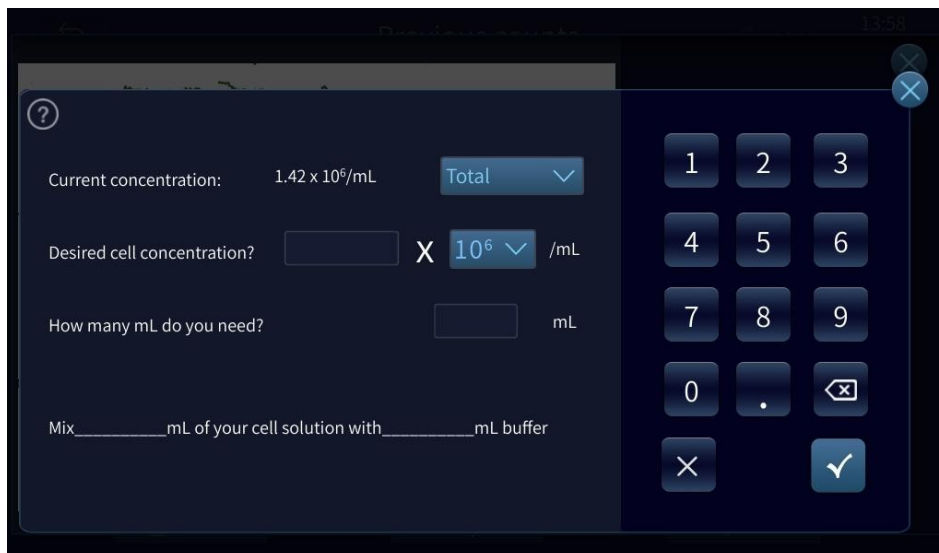 13:58
?
Current concentration: 1.42 x 10⁶/mL Total
Desired cell concentration? X 10⁶ /mL
How many mL do you need? mL
Mix__________mL of your cell solution with__________mL buffer
1 2 3
4 5 6
7 8 9
0 .